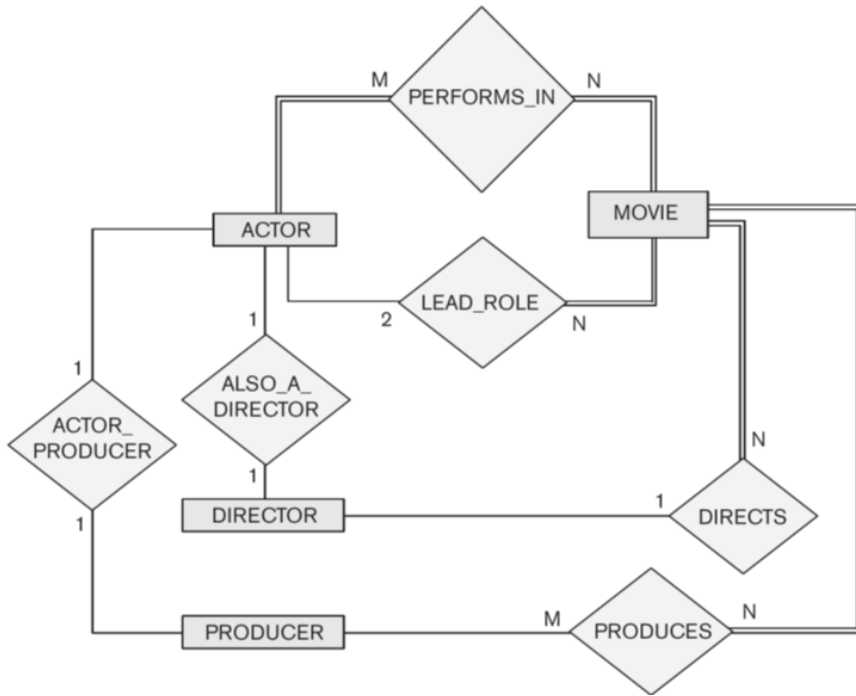 M
PERFORMS_IN
N
ACTOR
MOVIE
LEAD_ROLE
2
N
1
ALSO_A_
DIRECTOR
1
1
ACTOR_
PRODUCER
1
DIRECTOR
1
DIRECTS
N
PRODUCER
M
PRODUCES
N